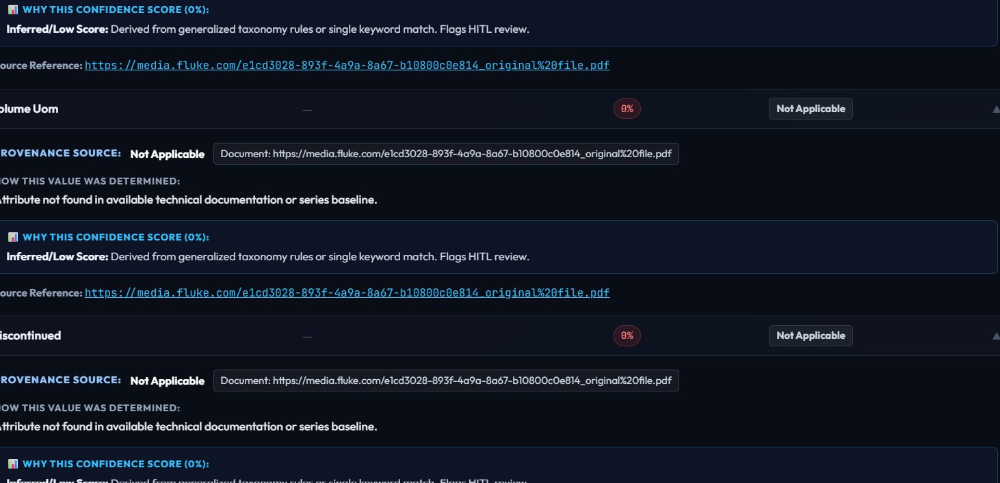 WHY THIS CONFIDENCE SCORE (0%):
Inferred/Low Score: Derived from generalized taxonomy rules or single keyword match. Flags HITL review.
ource Reference: https://media.fluke.com/e1cd3028-893f-4a9a-8a67-b10800c0e814_original%20file.pdf
olume Uom — 0% Not Applicable
ROVENANCE SOURCE: Not Applicable Document: https://media.fluke.com/e1cd3028-893f-4a9a-8a67-b10800c0e814_original%20file.pdf
OW THIS VALUE WAS DETERMINED:
Attribute not found in available technical documentation or series baseline.
WHY THIS CONFIDENCE SCORE (0%):
Inferred/Low Score: Derived from generalized taxonomy rules or single keyword match. Flags HITL review.
ource Reference: https://media.fluke.com/e1cd3028-893f-4a9a-8a67-b10800c0e814_original%20file.pdf
iscontinued — 0% Not Applicable
ROVENANCE SOURCE: Not Applicable Document: https://media.fluke.com/e1cd3028-893f-4a9a-8a67-b10800c0e814_original%20file.pdf
OW THIS VALUE WAS DETERMINED:
Attribute not found in available technical documentation or series baseline.
WHY THIS CONFIDENCE SCORE (0%):
Inferred/Low Score: Derived from generalized taxonomy rules or single keyword match. Flags HITL review.